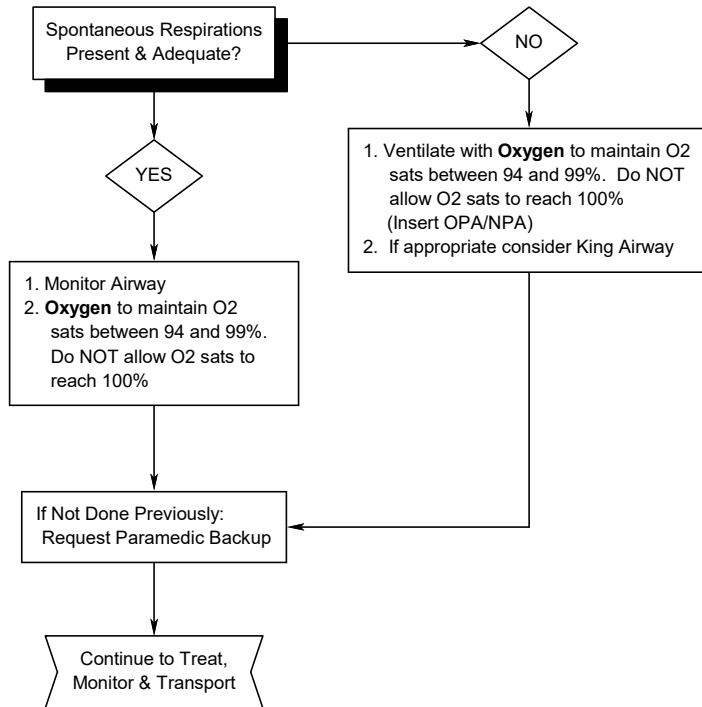 Spontaneous Respirations
Present & Adequate?
NO
YES
1. Ventilate with Oxygen to maintain O2
sats between 94 and 99%. Do NOT
allow O2 sats to reach 100%
(Insert OPA/NPA)
2. If appropriate consider King Airway
1. Monitor Airway
2. Oxygen to maintain O2
sats between 94 and 99%.
Do NOT allow O2 sats to
reach 100%
If Not Done Previously:
Request Paramedic Backup
Continue to Treat,
Monitor & Transport